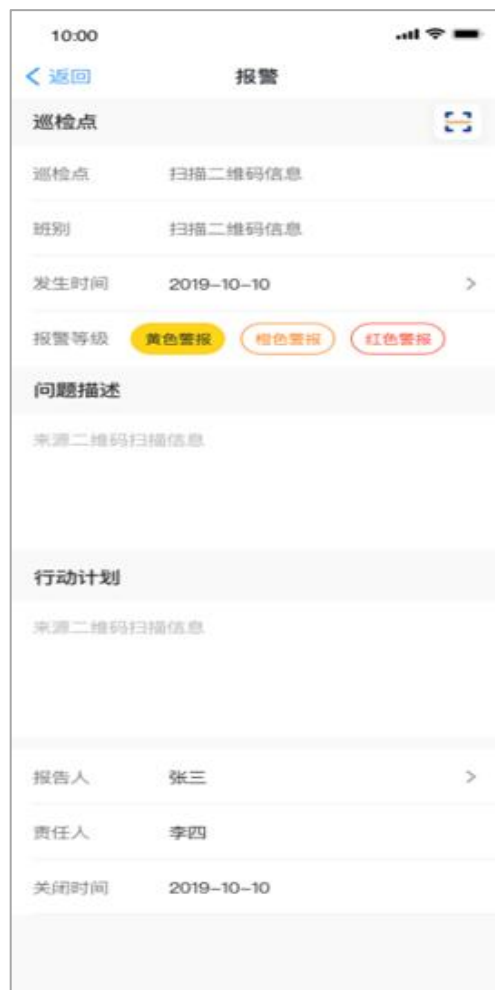 10:00
返回 报警
巡检点
巡检点 扫描二维码信息
班别 扫描二维码信息
发生时间 2019-10-10
报警等级 黄色警报 橙色警报 红色警报
问题描述
来源二维码扫描信息
行动计划
来源二维码扫描信息
报告人 张三
责任人 李四
关闭时间 2019-10-10